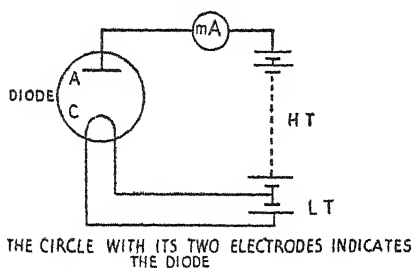 mA
A
DIODE
C
HT
LT
THE CIRCLE WITH ITS TWO ELECTRODES INDICATES
THE DIODE